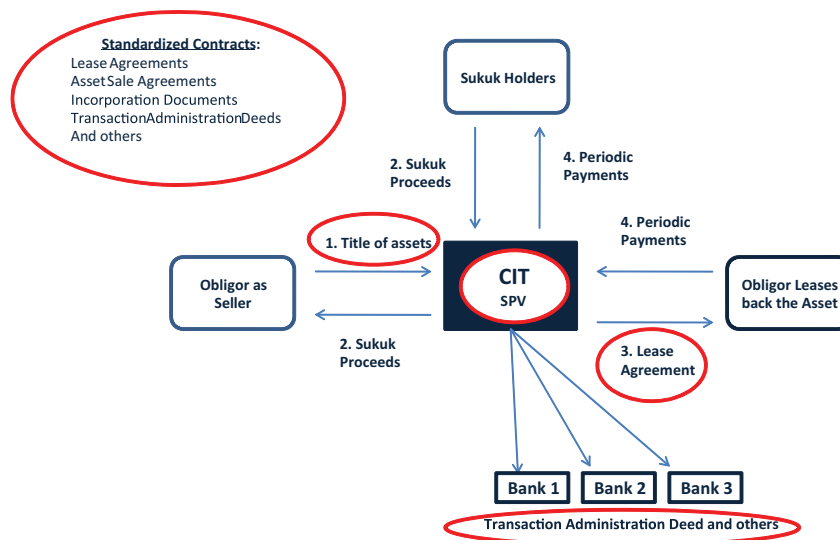 Standardized Contracts:
Lease Agreements
Asset Sale Agreements
Incorporation Documents
Transaction Administration Deeds
And others
Sukuk Holders
2. Sukuk
Proceeds
4. Periodic
Payments
1. Title of assets
4. Periodic
Payments
Obligor as
Seller
CIT
SPV
Obligor Leases
back the Asset
2. Sukuk
Proceeds
3. Lease
Agreement
Bank 1
Bank 2
Bank 3
Transaction Administration Deed and others